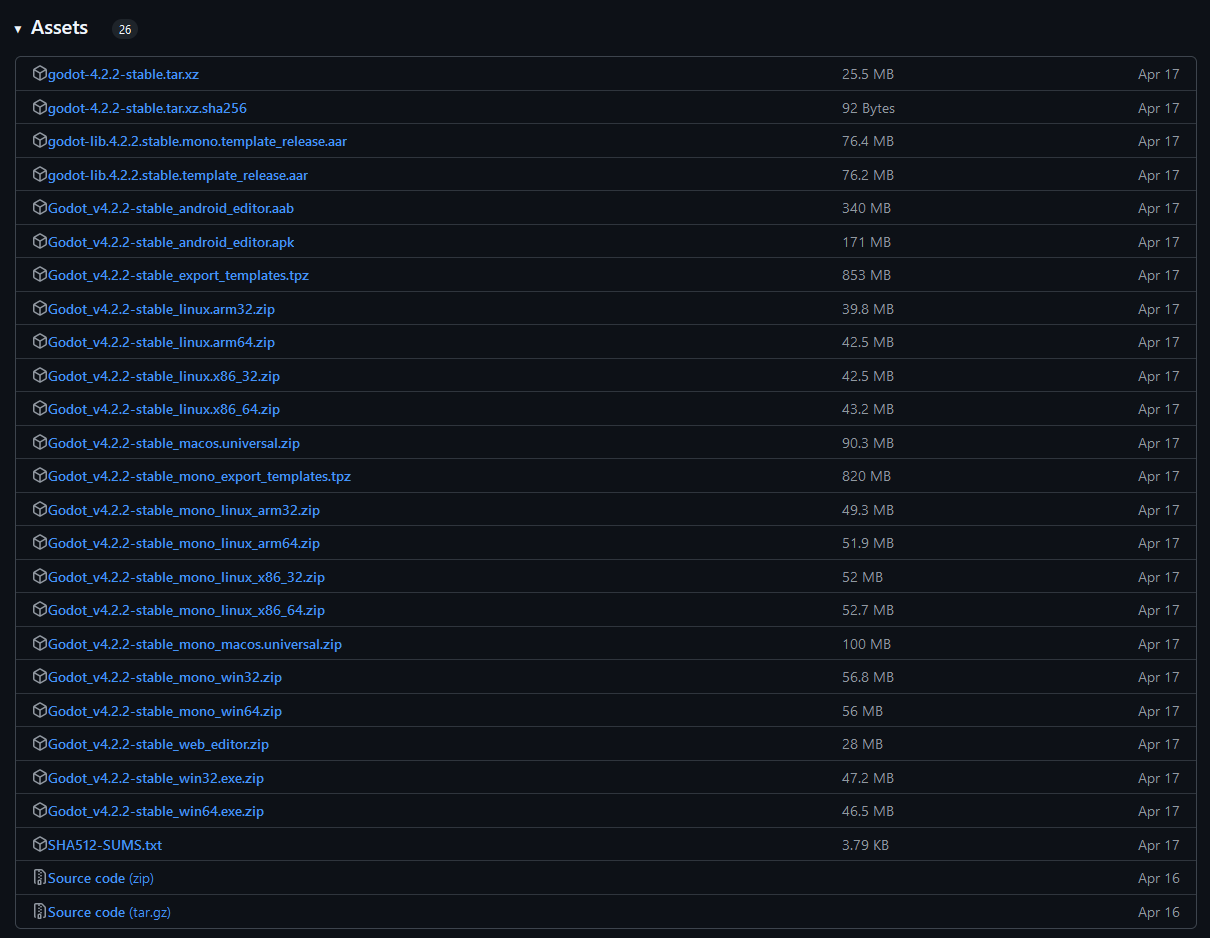 Assets 26
godot-4.2.2-stable.tar.xz 25.5 MB Apr 17
godot-4.2.2-stable.tar.xz.sha256 92 Bytes Apr 17
godot-lib.4.2.2.stable.mono.template_release.aar 76.4 MB Apr 17
godot-lib.4.2.2.stable.template_release.aar 76.2 MB Apr 17
Godot_v4.2.2-stable_android_editor.aab 340 MB Apr 17
Godot_v4.2.2-stable_android_editor.apk 171 MB Apr 17
Godot_v4.2.2-stable_export_templates.tpz 853 MB Apr 17
Godot_v4.2.2-stable_linux.arm32.zip 39.8 MB Apr 17
Godot_v4.2.2-stable_linux.arm64.zip 42.5 MB Apr 17
Godot_v4.2.2-stable_linux.x86_32.zip 42.5 MB Apr 17
Godot_v4.2.2-stable_linux.x86_64.zip 43.2 MB Apr 17
Godot_v4.2.2-stable_macos.universal.zip 90.3 MB Apr 17
Godot_v4.2.2-stable_mono_export_templates.tpz 820 MB Apr 17
Godot_v4.2.2-stable_mono_linux_arm32.zip 49.3 MB Apr 17
Godot_v4.2.2-stable_mono_linux_arm64.zip 51.9 MB Apr 17
Godot_v4.2.2-stable_mono_linux_x86_32.zip 52 MB Apr 17
Godot_v4.2.2-stable_mono_linux_x86_64.zip 52.7 MB Apr 17
Godot_v4.2.2-stable_mono_macos.universal.zip 100 MB Apr 17
Godot_v4.2.2-stable_mono_win32.zip 56.8 MB Apr 17
Godot_v4.2.2-stable_mono_win64.zip 56 MB Apr 17
Godot_v4.2.2-stable_web_editor.zip 28 MB Apr 17
Godot_v4.2.2-stable_win32.exe.zip 47.2 MB Apr 17
Godot_v4.2.2-stable_win64.exe.zip 46.5 MB Apr 17
SHA512-SUMS.txt 3.79 KB Apr 17
Source code (zip) Apr 16
Source code (tar.gz) Apr 16